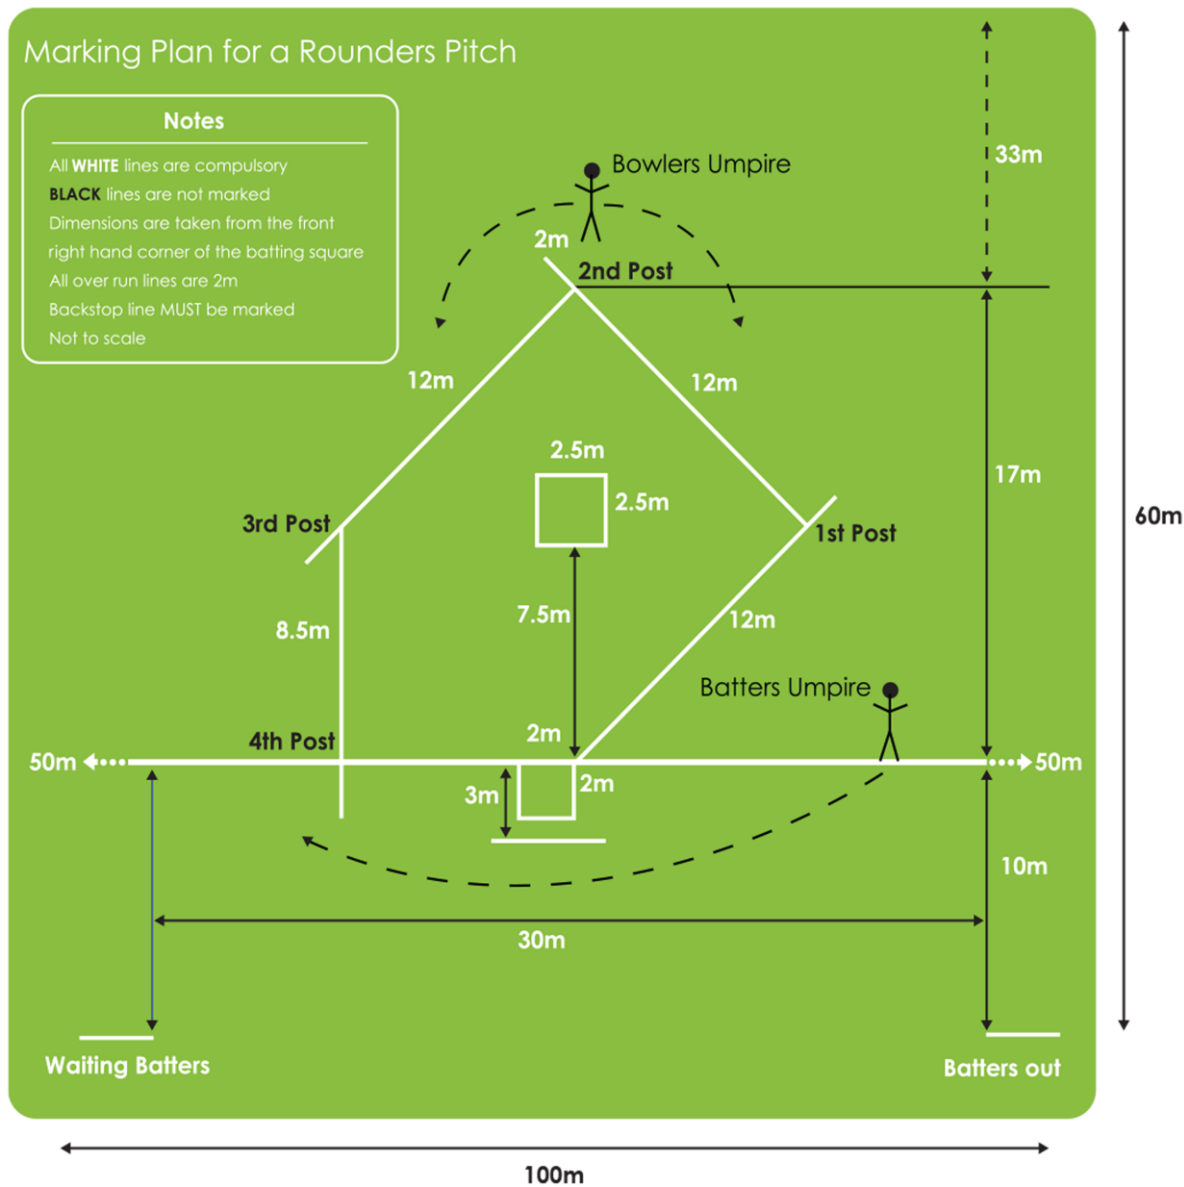 Marking Plan for a Rounders Pitch
Notes
All WHITE lines are compulsory
BLACK lines are not marked
Dimensions are taken from the front
right hand corner of the batting square
All over run lines are 2m
Backstop line MUST be marked
Not to scale
Bowlers Umpire
33m
2m
2nd Post
12m
12m
2.5m
2.5m
17m
60m
3rd Post
1st Post
7.5m
12m
8.5m
Batters Umpire
2m
4th Post
50m
50m
2m
3m
10m
30m
Waiting Batters
Batters out
100m